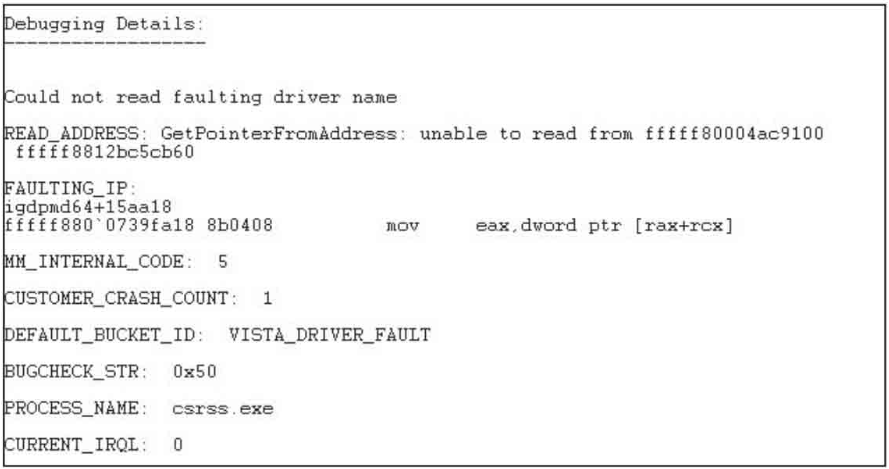 Debugging Details:
------------------
Could not read faulting driver name
READ_ADDRESS: GetPointerFromAddress: unable to read from fffff80004ac9100
fffff8812bc5cb60
FAULTING_IP:
igdpmd64+15aa18
fffff880`0739fa18 8b0408 mov eax,dword ptr [rax+rcx]
MM_INTERNAL_CODE: 5
CUSTOMER_CRASH_COUNT: 1
DEFAULT_BUCKET_ID: VISTA_DRIVER_FAULT
BUGCHECK_STR: 0x50
PROCESS_NAME: csrss.exe
CURRENT_IRQL: 0